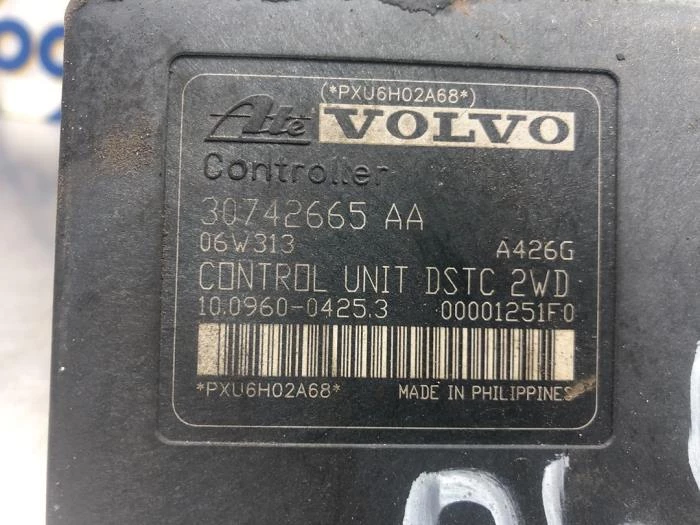 (*PXU6H02A68*)
Ate VOLVO
Controller
30742665 AA
06W313 A426G
CONTROL UNIT DSTC 2WD
10.0960-0425.3 00001251F0
*PXU6H02A68* MADE IN PHILIPPINES